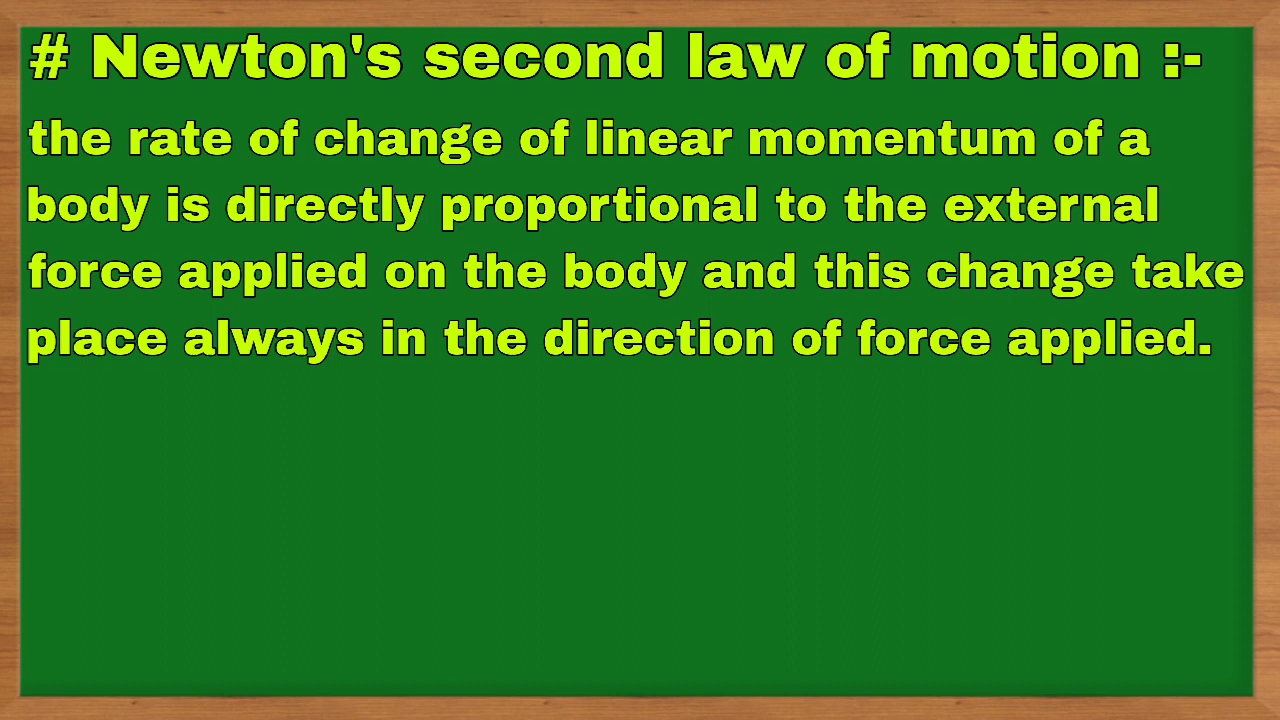 # Newton's second law of motion :-
the rate of change of linear momentum of a
body is directly proportional to the external
force applied on the body and this change take
place always in the direction of force applied.